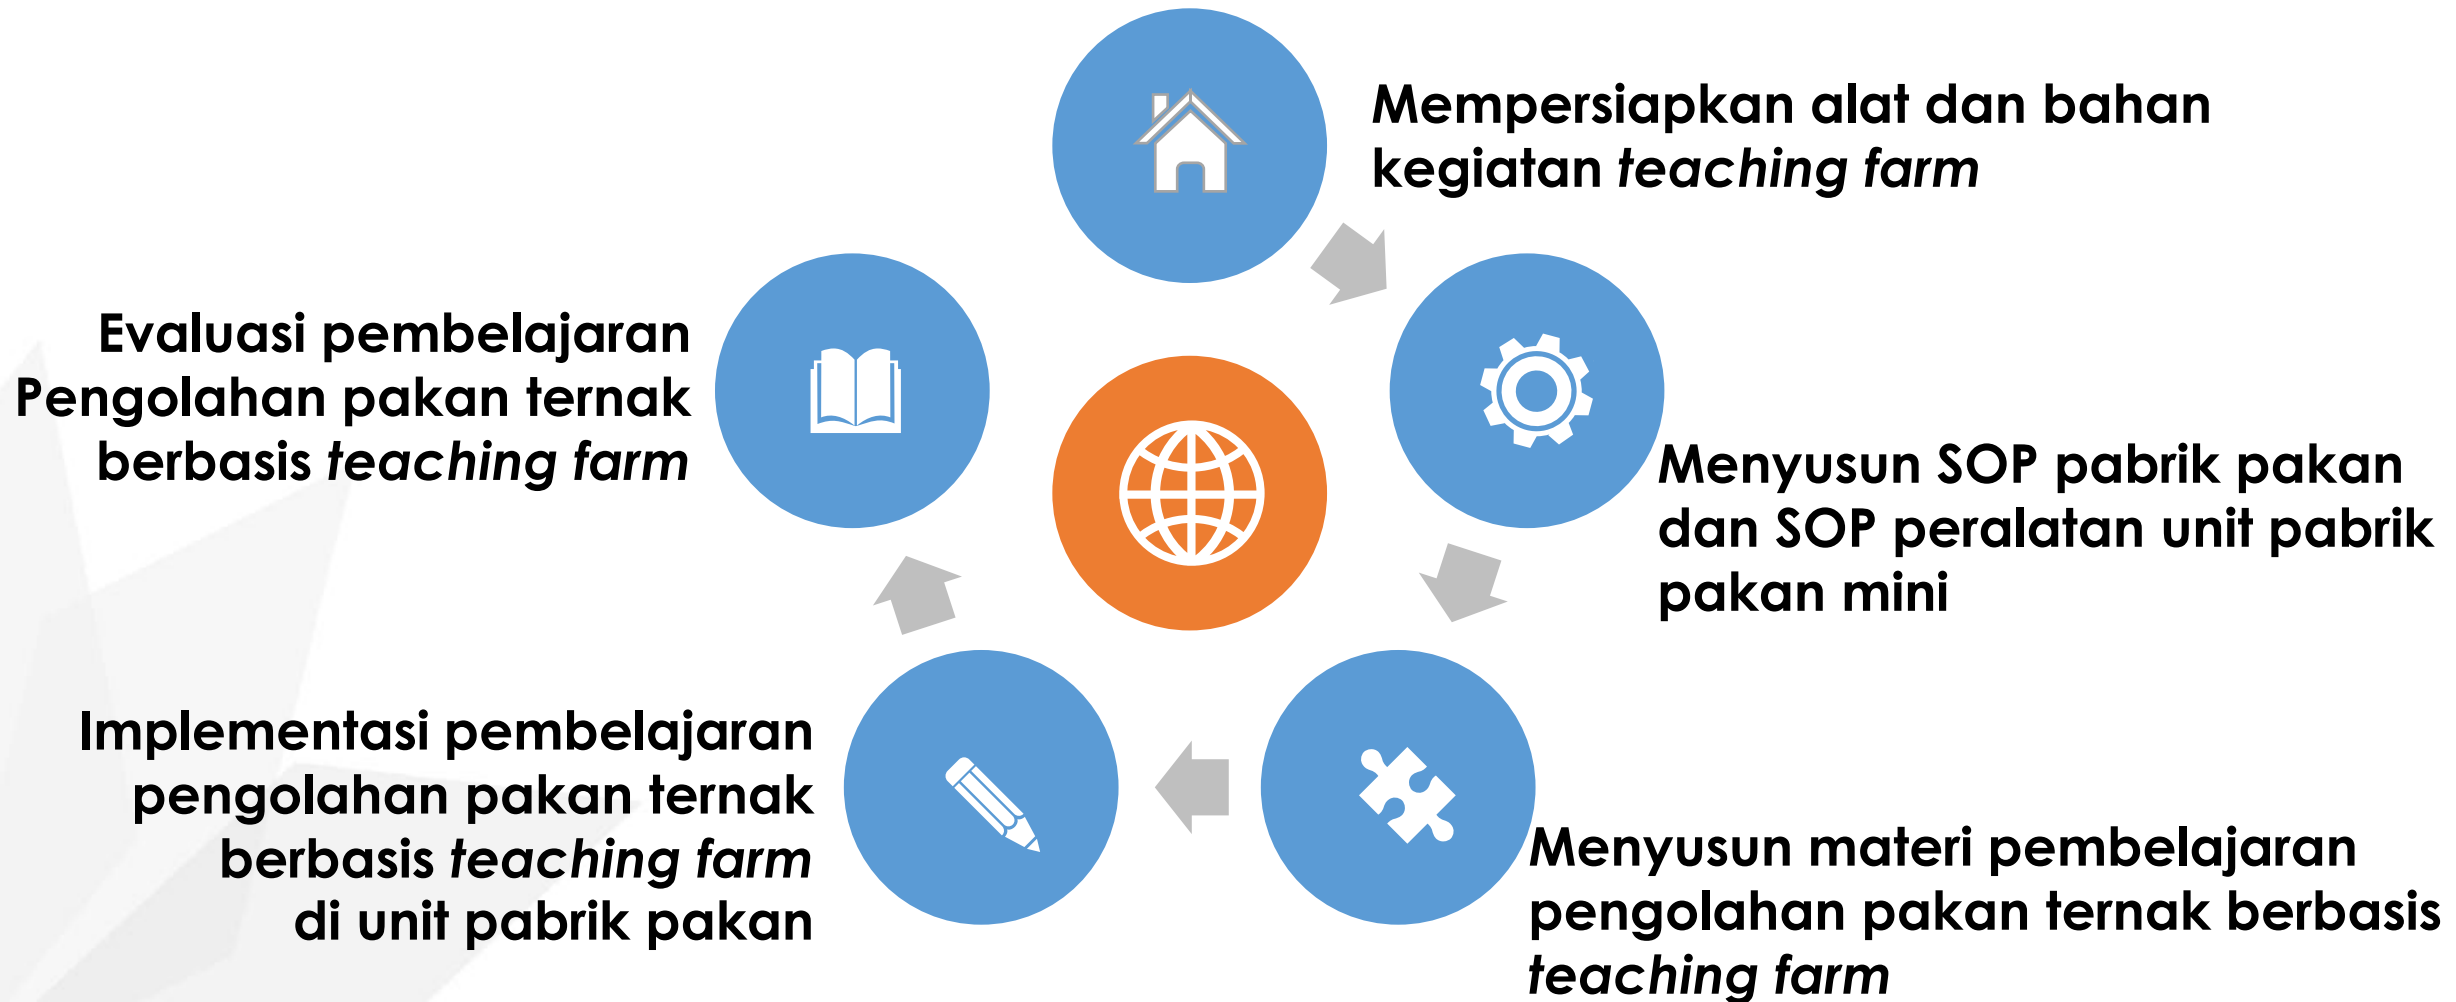 Mempersiapkan alat dan bahan
kegiatan teaching farm
Menyusun SOP pabrik pakan
dan SOP peralatan unit pabrik
pakan mini
Menyusun materi pembelajaran
pengolahan pakan ternak berbasis
teaching farm
Implementasi pembelajaran
pengolahan pakan ternak
berbasis teaching farm
di unit pabrik pakan
Evaluasi pembelajaran
Pengolahan pakan ternak
berbasis teaching farm